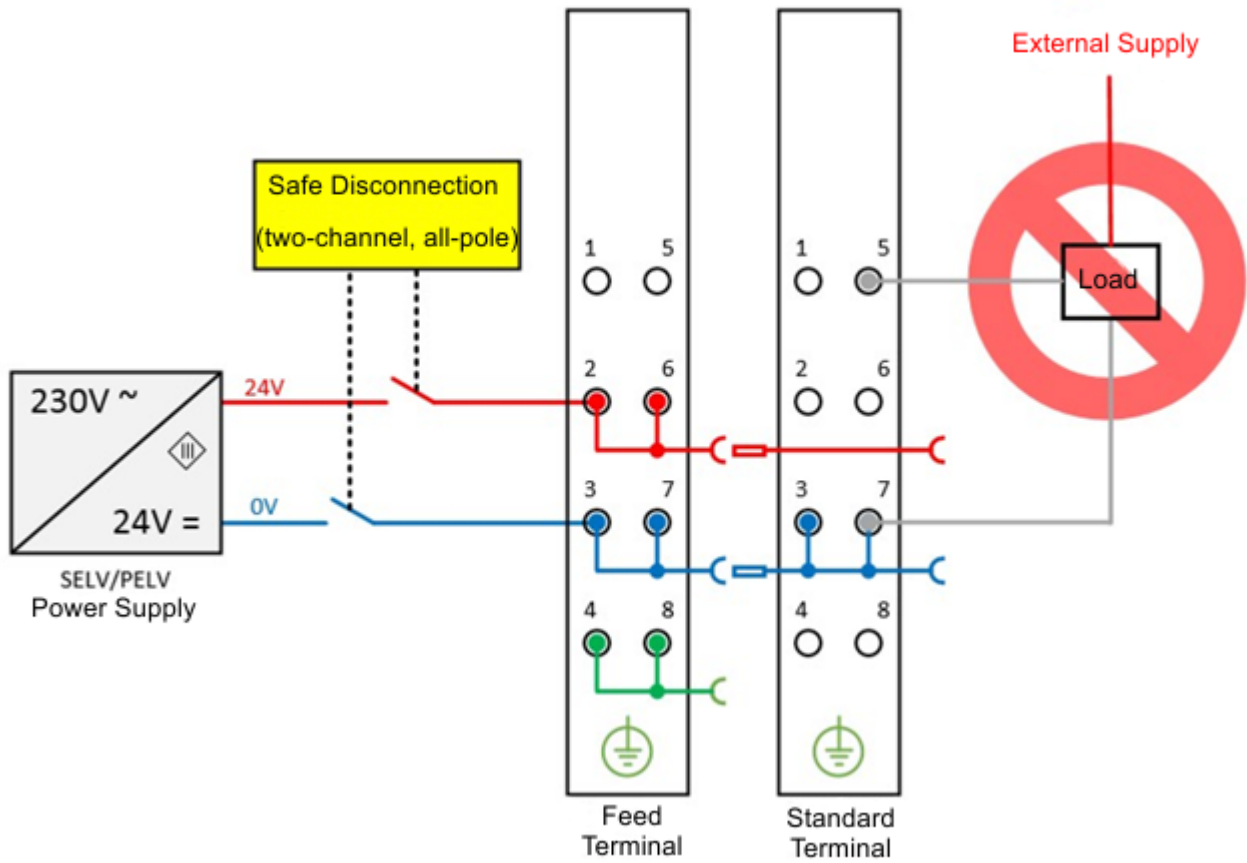 External Supply
Safe Disconnection
(two-channel, all-pole)
1 5
1 5
Load
230V ~
24V
2 6
2 6
III
24V =
0V
3 7
3 7
SELV/PELV
Power Supply
4 8
4 8
Feed
Terminal
Standard
Terminal